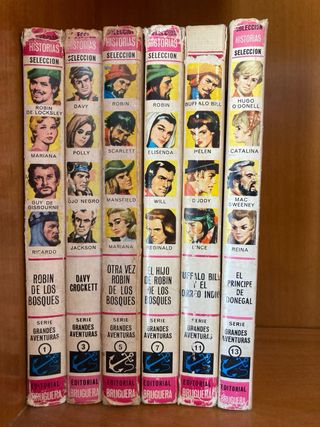 HISTORIAS
SELECCION
ROBIN
DE LOCKSLEY
MARIANA
GUY DE
GISBOURNE
RICARDO
ROBIN
DE LOS
BOSQUES
SERIE
GRANDES
AVENTURAS
1
EDITORIAL
BRUGUERA
SELECCION
DAVY
POLLY
OJO NEGRO
JACKSON
DAVY
CROCKETT
SERIE
GRANDES
AVENTURAS
3
EDITORIAL
BRUGUERA
HISTORIAS
SELECCION
ROBIN
SCARLETT
MANSFIELD
MARIANA
OTRA VEZ
ROBIN
DE LOS
BOSQUES
SERIE
GRANDES
AVENTURAS
5
EDITORIAL
BRUGUERA
HISTORIAS
SELECCION
ROBIN
ELISENDA
WILL
REGINALD
EL HIJO
DE ROBIN
DE LOS
BOSQUES
SERIE
GRANDES
AVENTURAS
7
EDITORIAL
BRUGUERA
SELECCION
BUFFALO BILL
HELEN
UFFALO BILL
Y EL
SERIE
GRANDES
AVENTURAS
11
EDITORIAL
BRUGUERA
COLECCION
HISTORIAS
SELECCION
HUGO
O'DONELL
CATALINA
MAC
SWEENEY
REINA
EL
PRINCIPE
DE
DONEGAL
SERIE
GRANDES
AVENTURAS
13
EDITORIAL
BRUGUERA